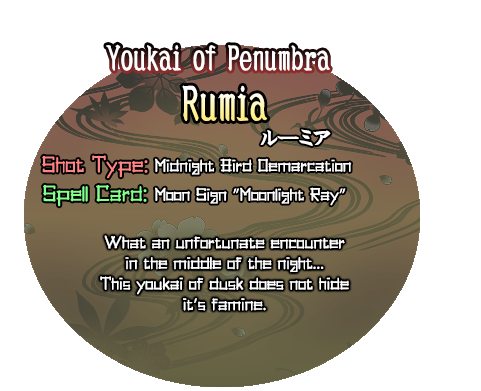 Youkai of Penumbra
Rumia
ルーミア
Shot Type: Midnight Bird Demarcation
Spell Card: Moon Sign "Moonlight Ray"
What an unfortunate encounter
in the middle of the night...
This youkai of dusk does not hide
it's famine.